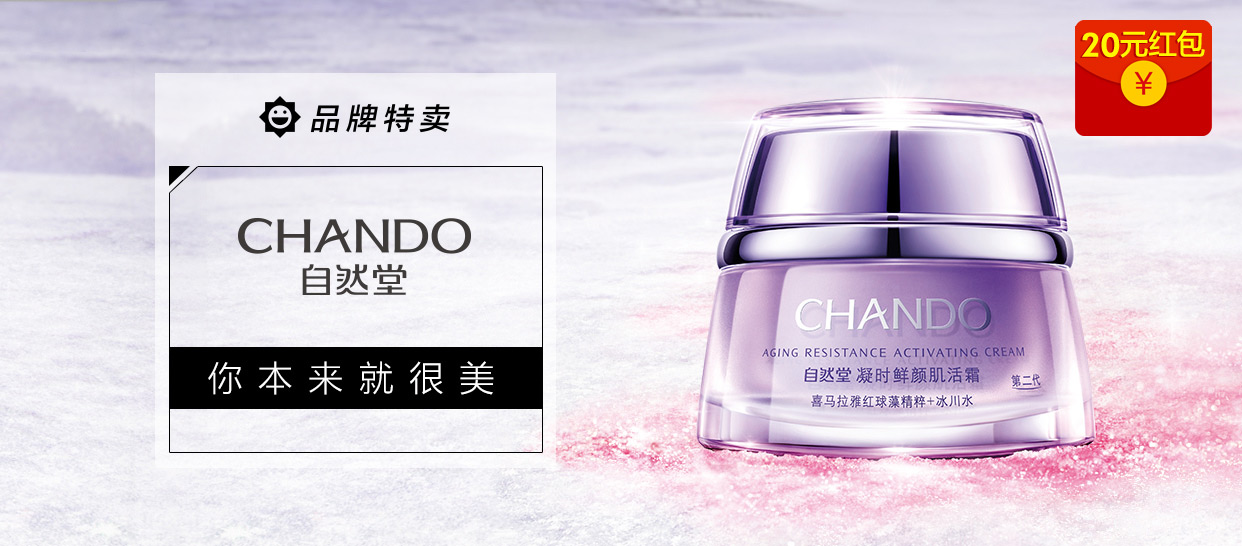 品牌特卖
CHANDO
自然堂
你本来就很美
20元红包
¥
CHANDO
AGING RESISTANCE ACTIVATING CREAM
自然堂 凝时鲜颜肌活霜
第二代
喜马拉雅红球藻精粹+冰川水